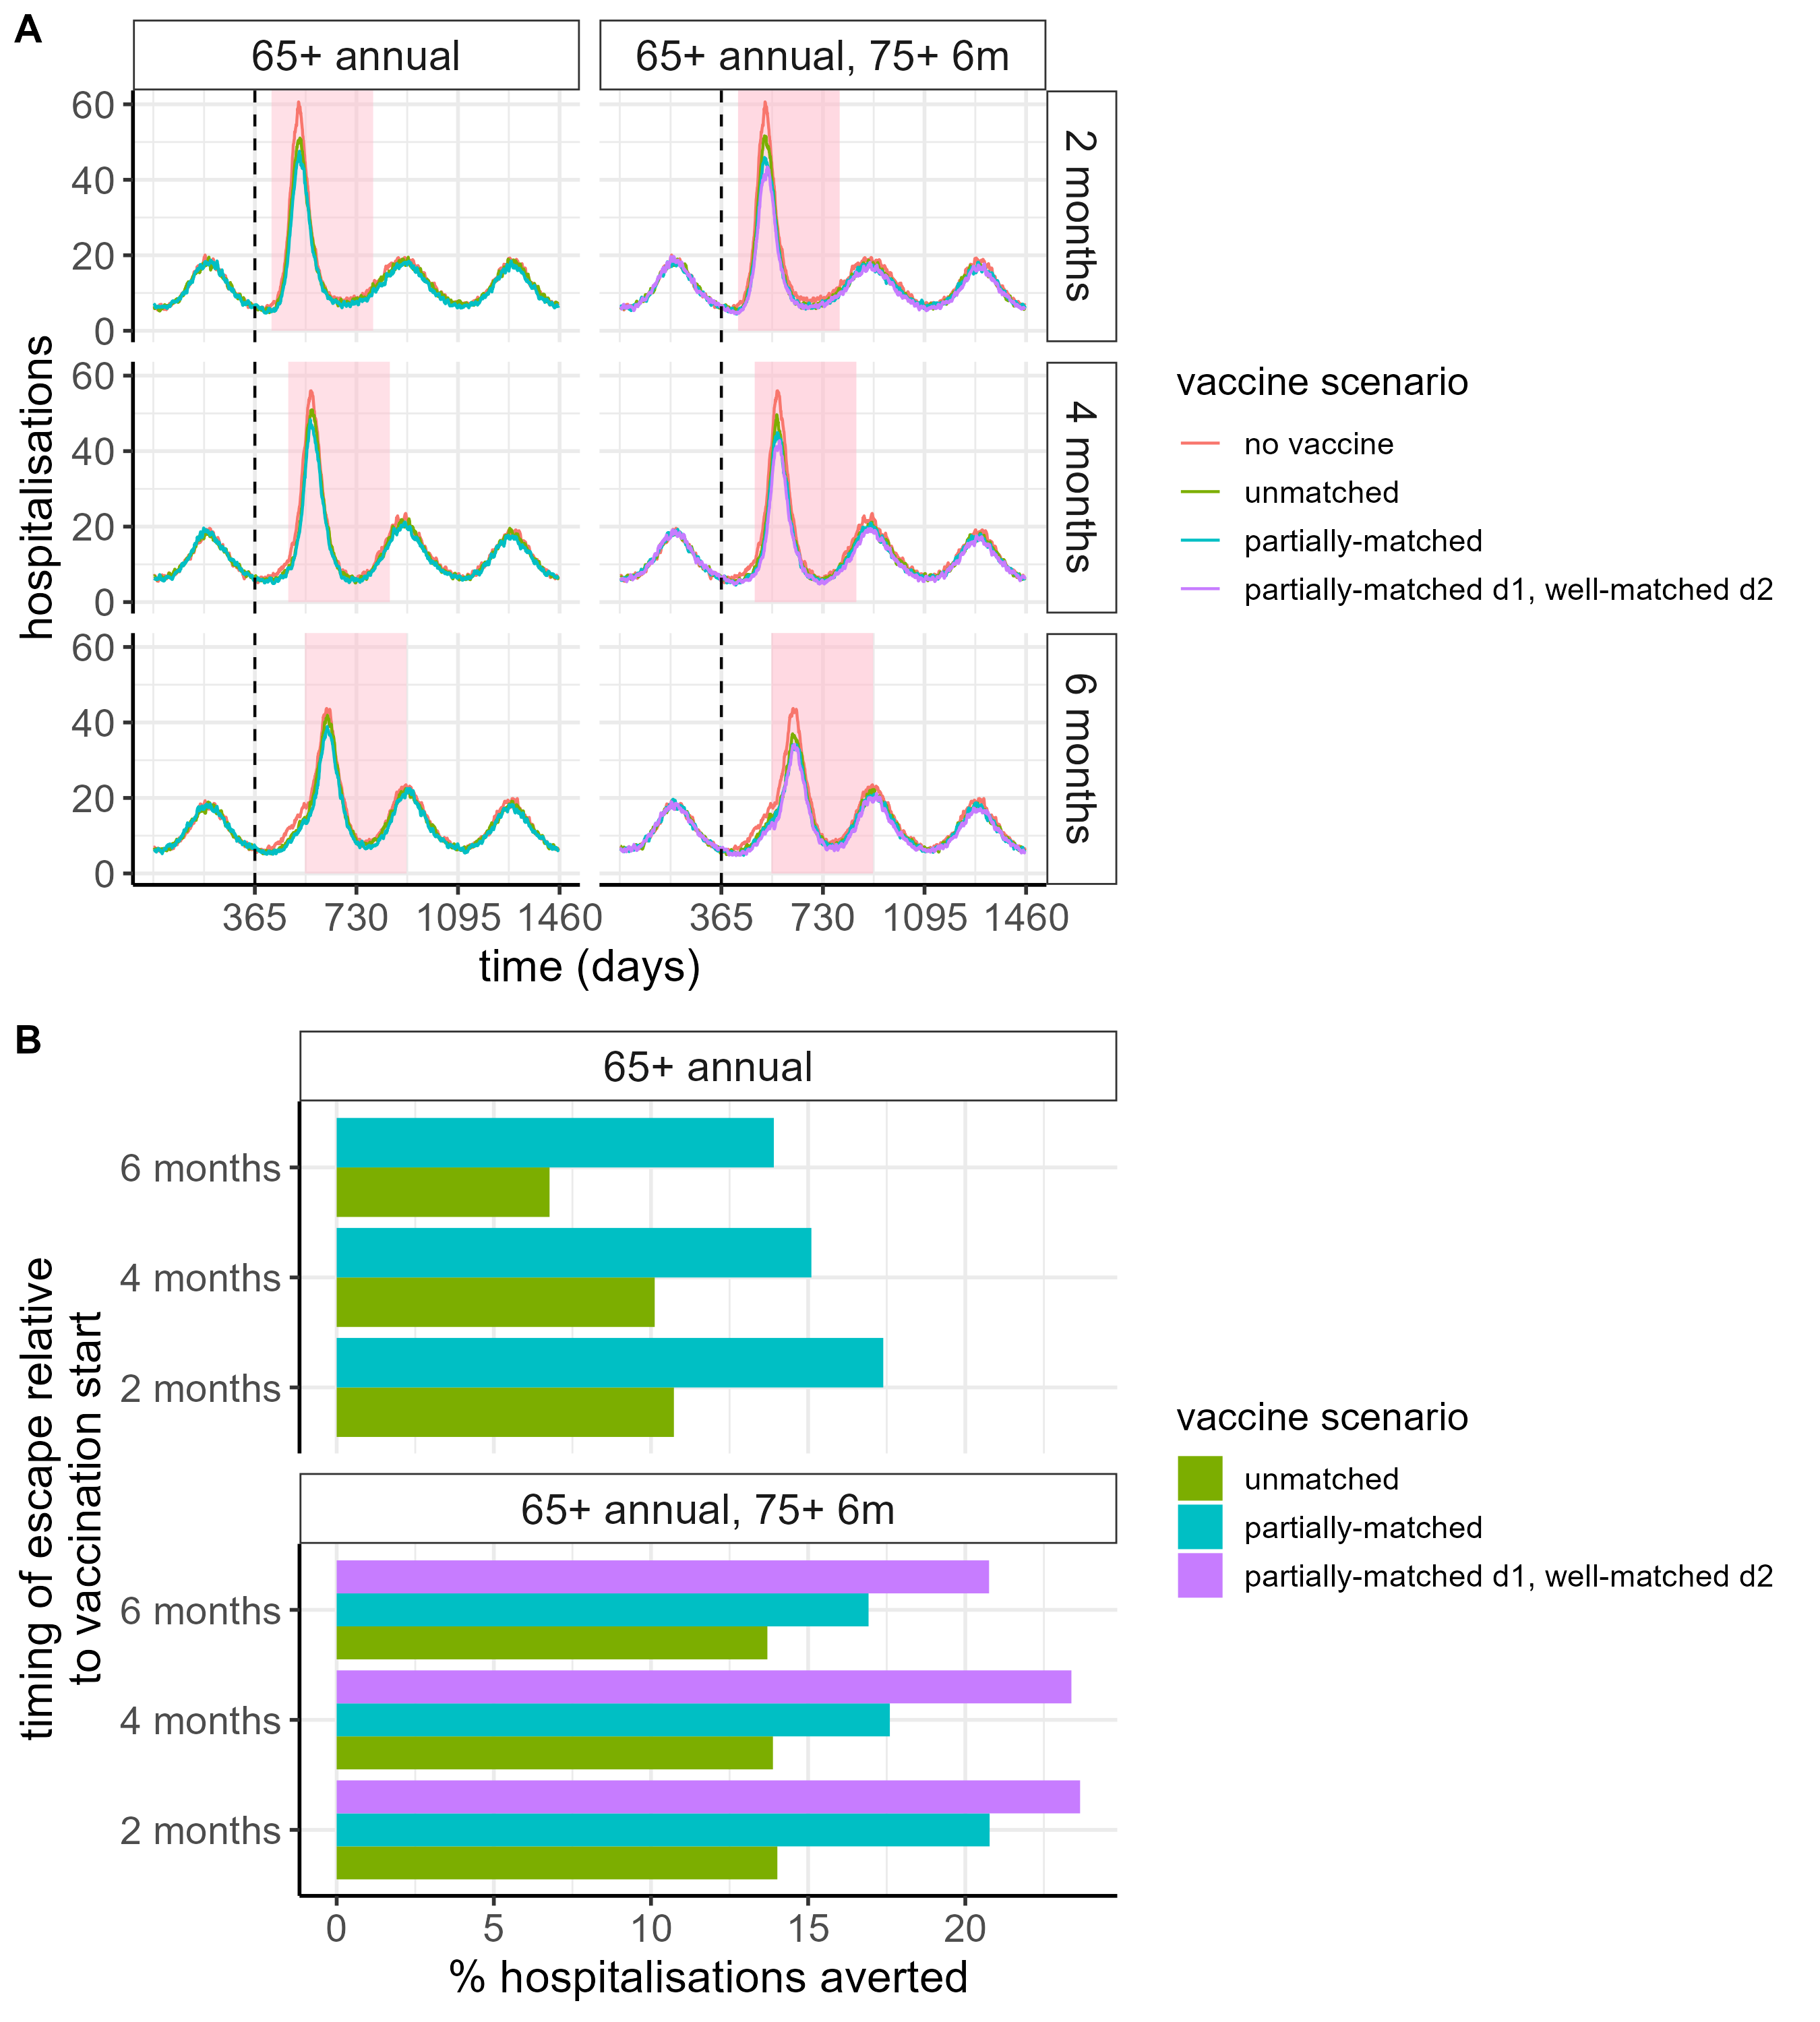 A
65+ annual
65+ annual, 75+ 6m
hospitalisations
60
40
20
0
2 months
60
40
20
0
4 months
60
40
20
0
6 months
365 730 1095 1460
365 730 1095 1460
time (days)
vaccine scenario
no vaccine
unmatched
partially-matched
partially-matched d1, well-matched d2
B
65+ annual
timing of escape relative
to vaccination start
6 months
4 months
2 months
65+ annual, 75+ 6m
6 months
4 months
2 months
0 5 10 15 20
% hospitalisations averted
vaccine scenario
unmatched
partially-matched
partially-matched d1, well-matched d2